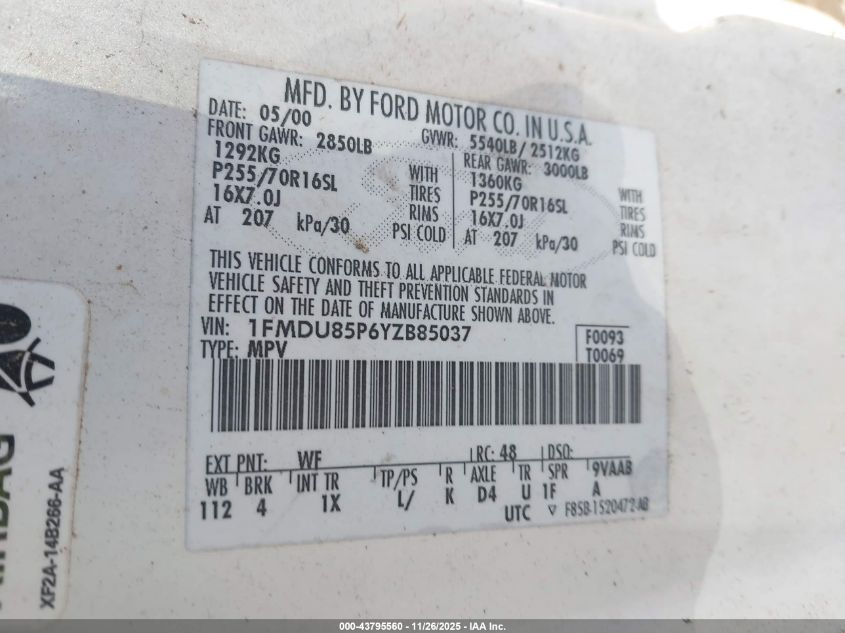 MFD. BY FORD MOTOR CO. IN U.S.A.
DATE: 05/00 GVWR: 5540LB/ 2512KG
FRONT GAWR: 2850LB REAR GAWR: 3000LB
1292KG WITH 1360KG WITH
P255/70R16SL TIRES P255/70R16SL TIRES
16X7.0J RIMS 16X7.0J RIMS
AT 207 kPa/30 PSI COLD AT 207 kPa/30 PSI COLD
THIS VEHICLE CONFORMS TO ALL APPLICABLE FEDERAL MOTOR
VEHICLE SAFETY AND THEFT PREVENTION STANDARDS IN
EFFECT ON THE DATE OF MANUFACTURE SHOWN ABOVE.
VIN: 1FMDU85P6YZB85037 F0093
TYPE: MPV T0069
EXT PNT: WF RC: 48 DSO:
WB BRK INT TR TP/PS R AXLE TR SPR 9VAAB
112 4 1X L/ K D4 U 1F A
UTC F85B-1520472-AB
XF2A-14B266-AA
000-43795560 - 11/26/2025 - IAA Inc.